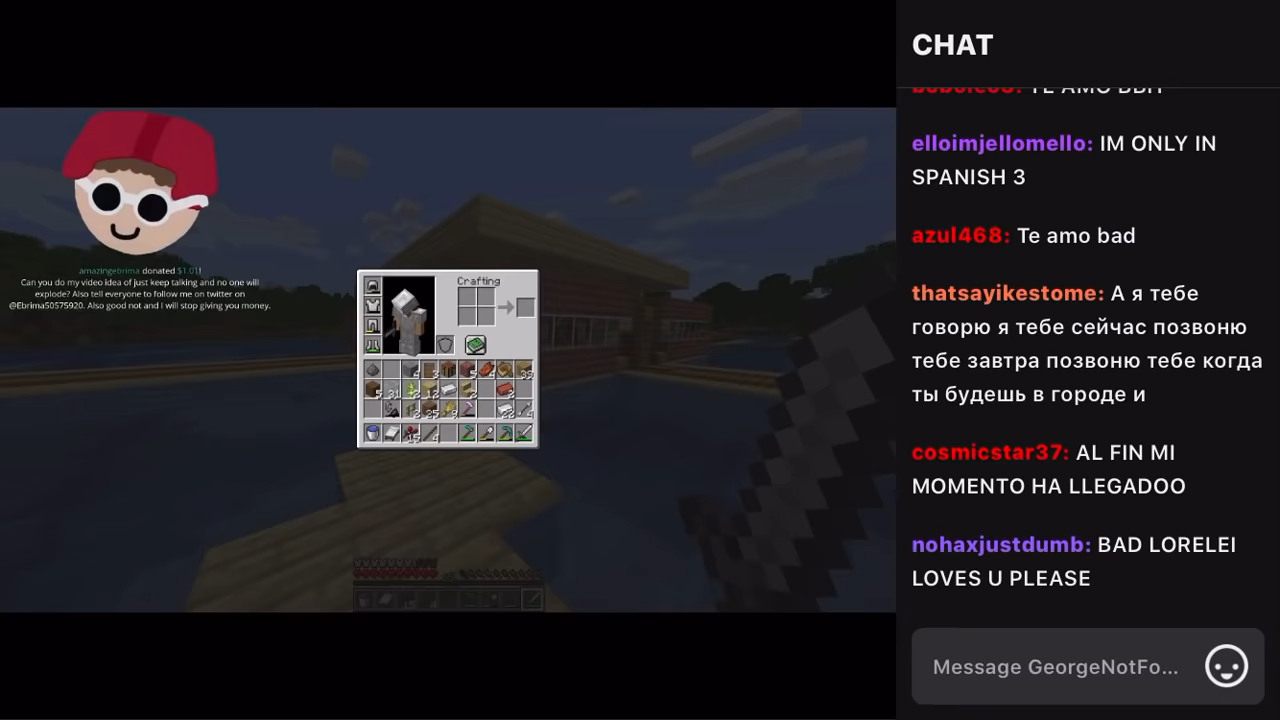 CHAT
TE AMO BBH
elloimjellomello: IM ONLY IN
SPANISH 3
azul468: Te amo bad
thatsayikestome: А я тебе
говорю я тебе сейчас позвоню
тебе завтра позвоню тебе когда
ты будешь в городе и
cosmicstar37: AL FIN MI
MOMENTO HA LLEGADOO
nohaxjustdumb: BAD LORELEI
LOVES U PLEASE
Message GeorgeNotFo...
amazingebrima donated $1.01!
Can you do my video idea of just keep talking and no one will
explode? Also tell everyone to follow me on twitter on
@Ebrima50575920. Also good not and I will stop giving you money.
Crafting